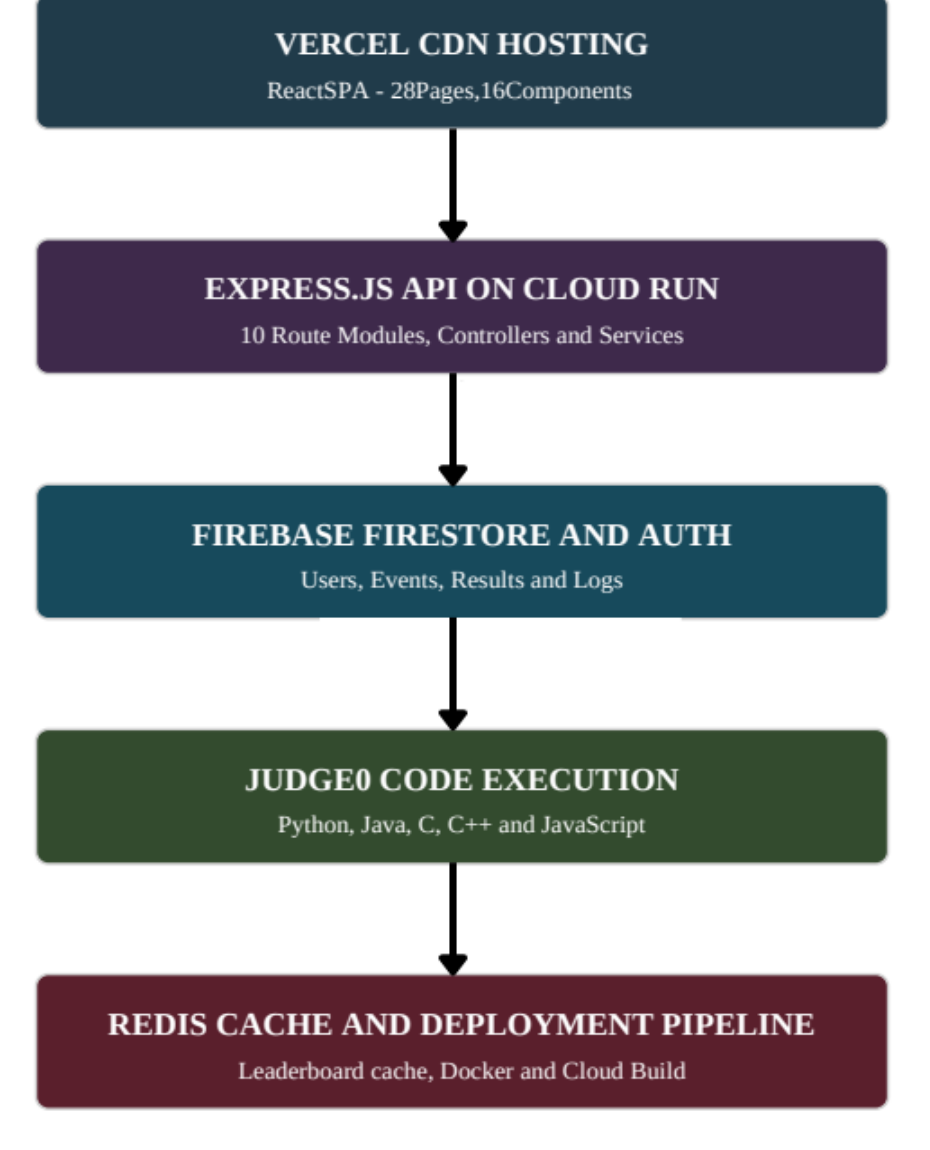 VERCEL CDN HOSTING
ReactSPA - 28Pages,16Components
EXPRESS.JS API ON CLOUD RUN
10 Route Modules, Controllers and Services
FIREBASE FIRESTORE AND AUTH
Users, Events, Results and Logs
JUDGE0 CODE EXECUTION
Python, Java, C, C++ and JavaScript
REDIS CACHE AND DEPLOYMENT PIPELINE
Leaderboard cache, Docker and Cloud Build